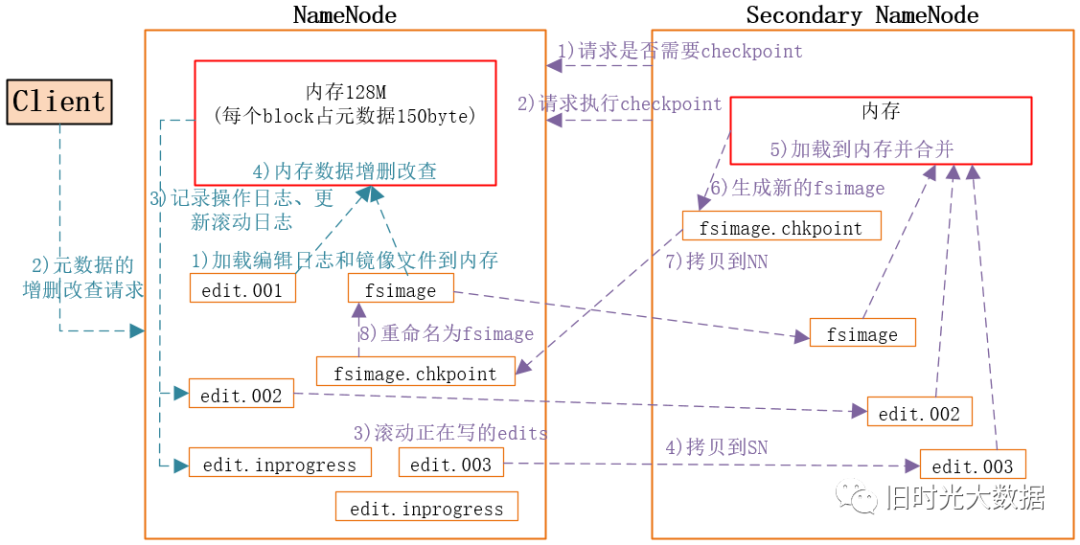 NameNode
Secondary NameNode
Client
内存128M
(每个block占元数据150byte)
4)内存数据增删改查
3)记录操作日志、更
新滚动日志
1)加载编辑日志和镜像文件到内存
edit.001
fsimage
2)元数据的
增删改查请求
8)重命名为fsimage
fsimage.chkpoint
edit.002
3)滚动正在写的edits
edit.inprogress
edit.003
edit.inprogress
1)请求是否需要checkpoint
2)请求执行checkpoint
内存
5)加载到内存并合并
6)生成新的fsimage
fsimage.chkpoint
7)拷贝到NN
fsimage
edit.002
4)拷贝到SN
edit.003
旧时光大数据